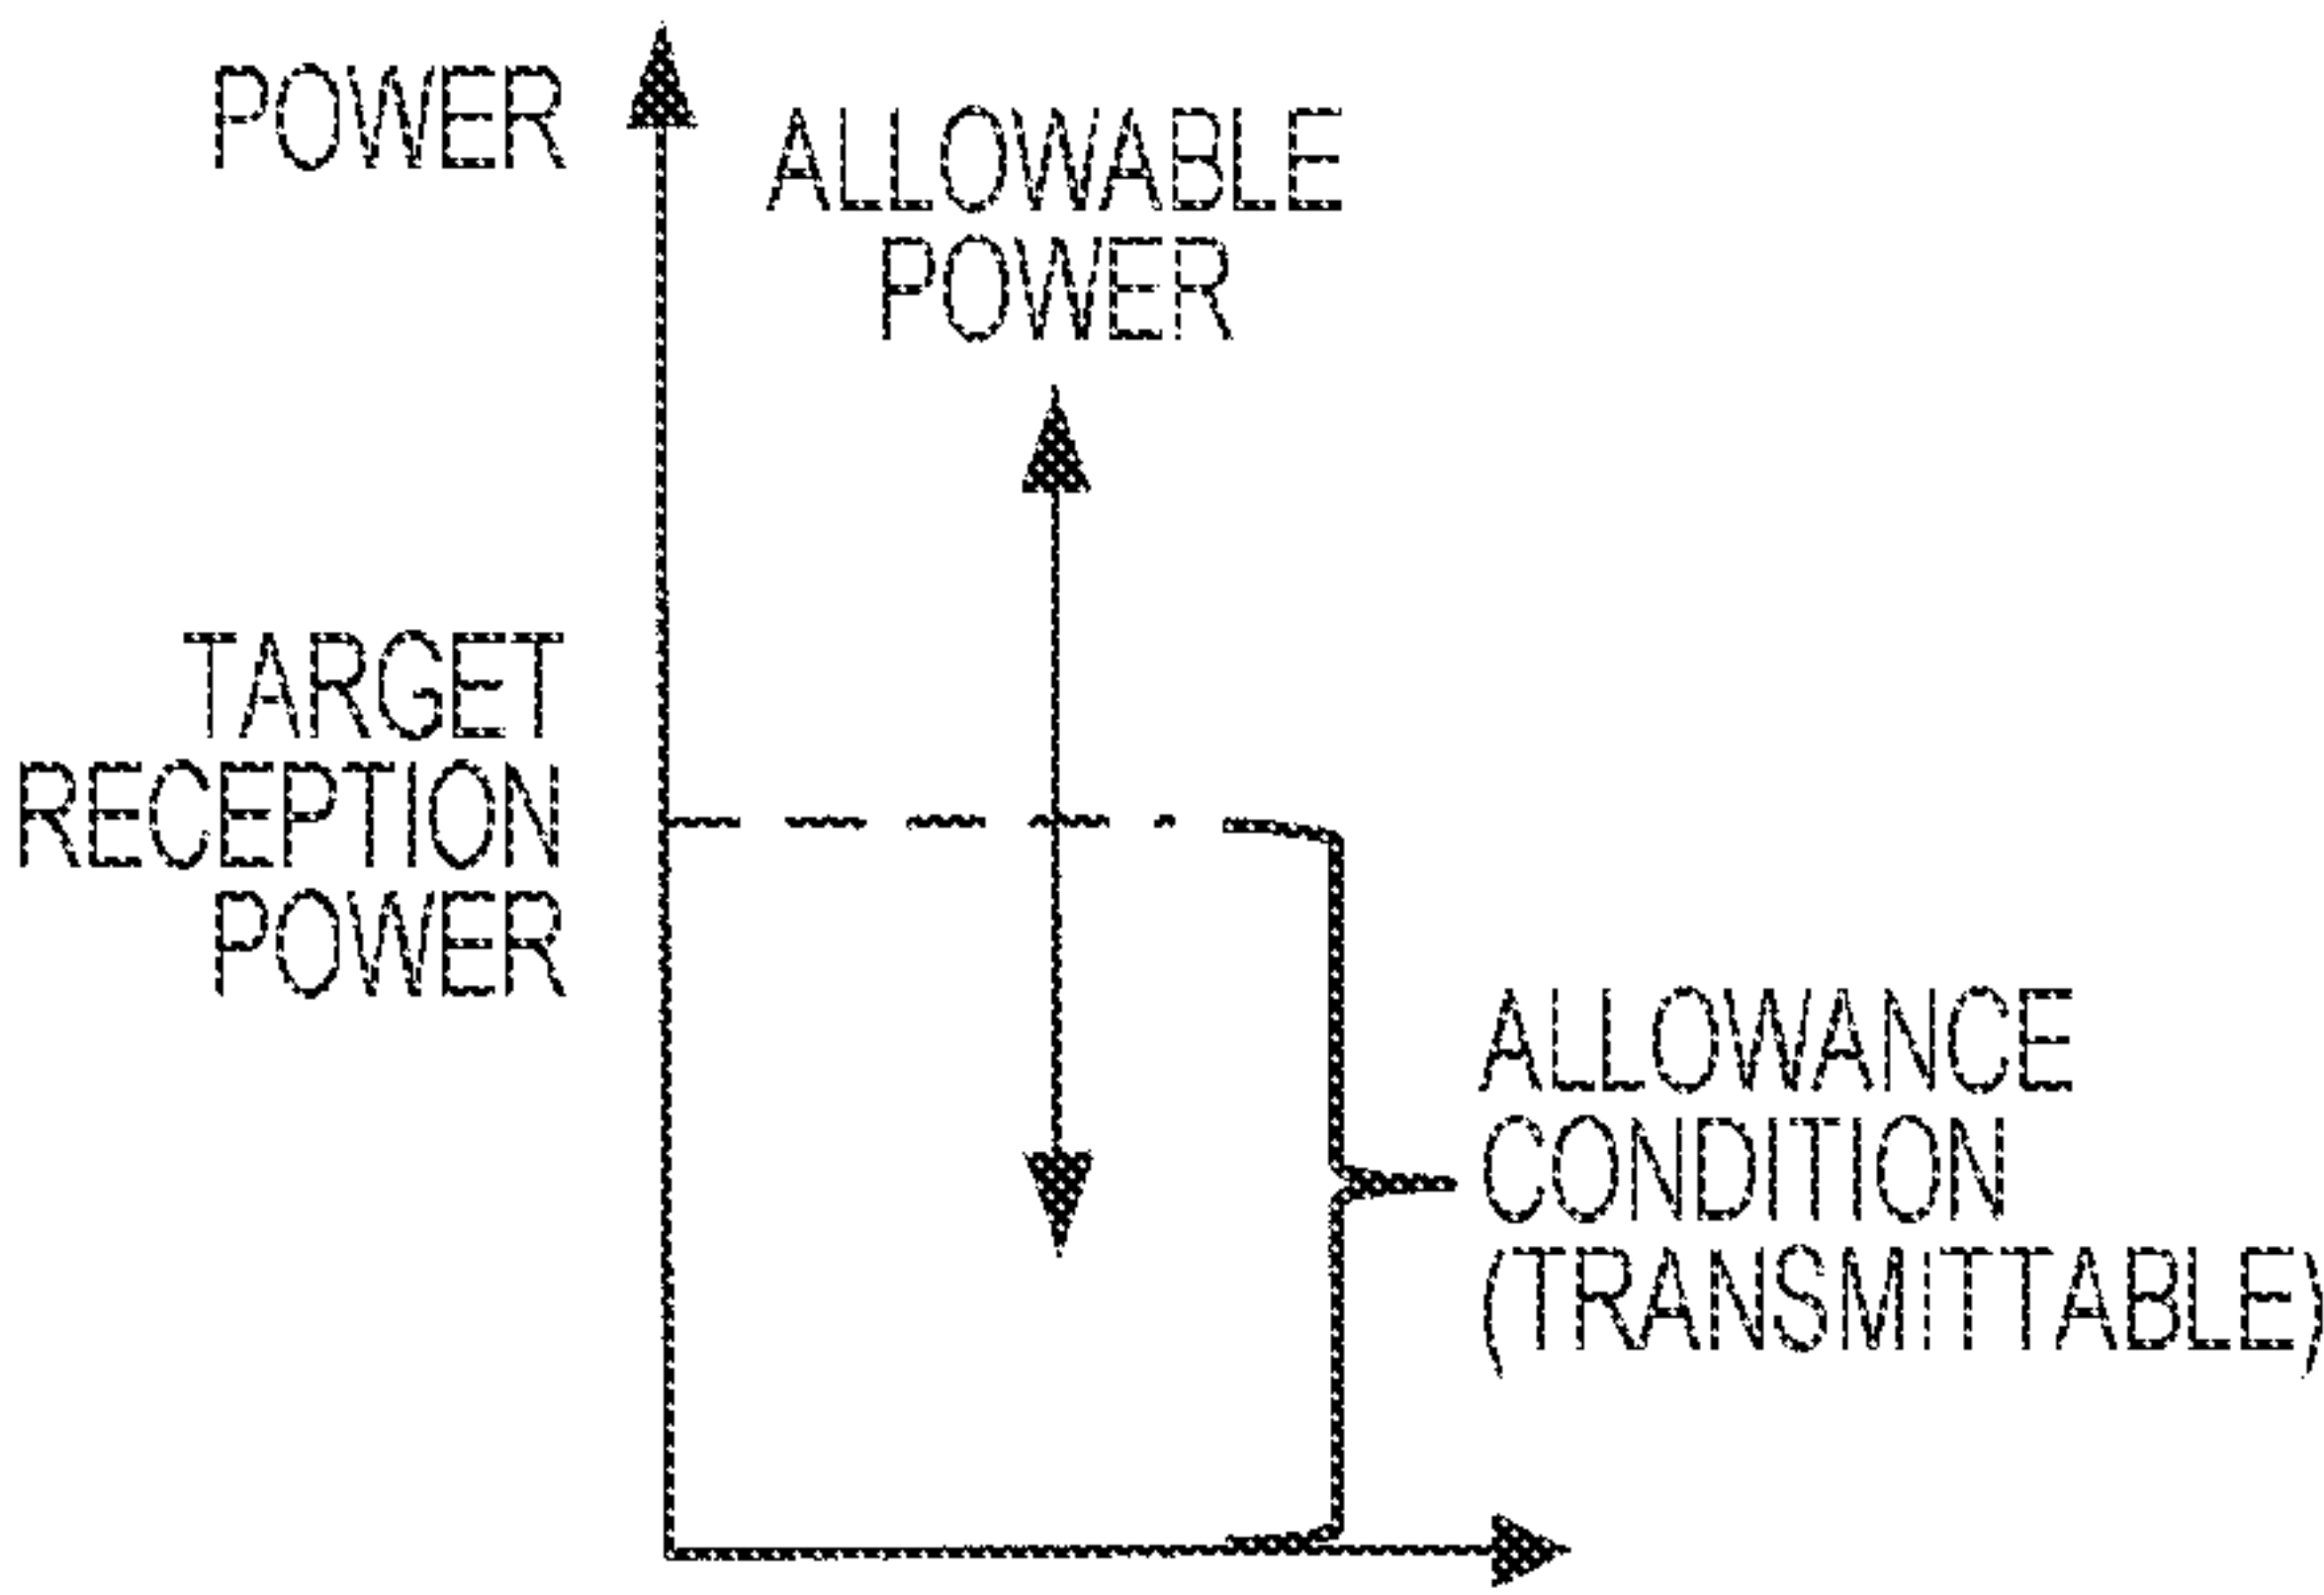 POWER
ALLOWABLE
POWER
TARGET
RECEPTION
POWER
ALLOWANCE
CONDITION
(TRANSMITTABLE)